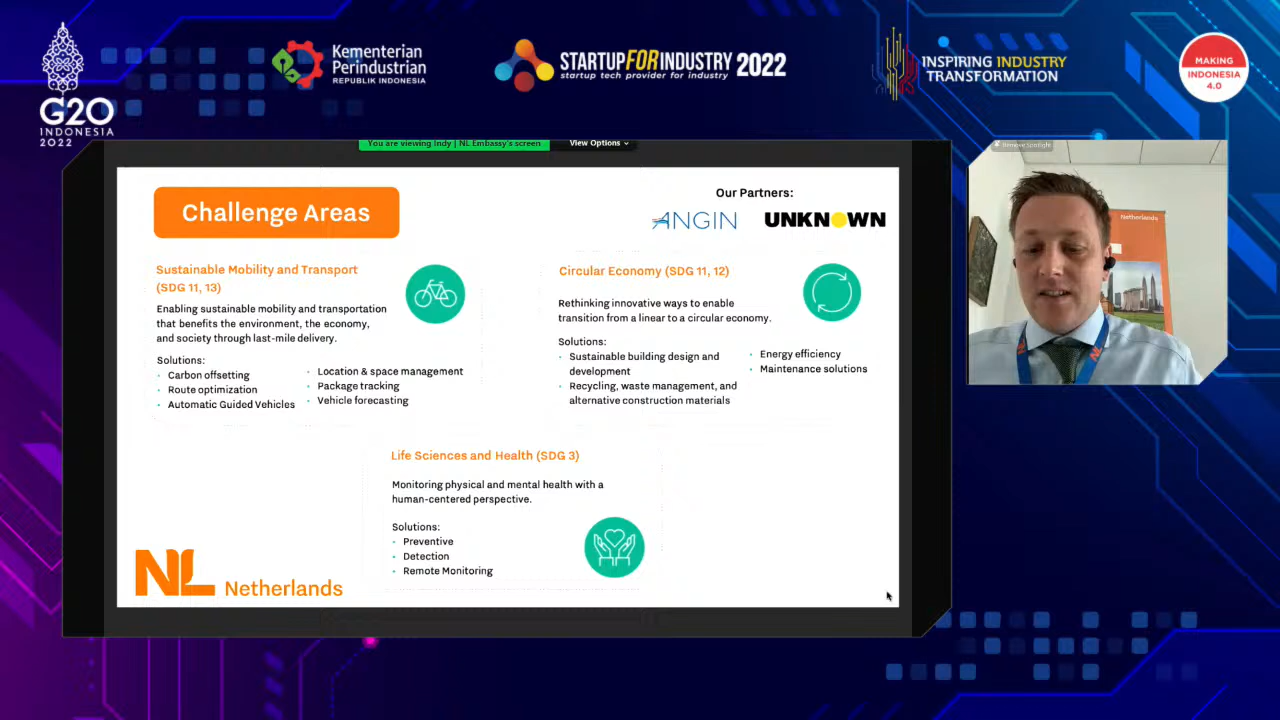 G20
INDONESIA
2022
Kementerian
Perindustrian
REPUBLIK INDONESIA
STARTUPFORINDUSTRY 2022
startup tech provider for industry
INSPIRING INDUSTRY
TRANSFORMATION
MAKING
INDONESIA
4.0
You are viewing Indy | NL Embassy's screen
View Options
Remove Spotlight
Netherlands
Challenge Areas
Our Partners:
ANGIN
UNKNOWN
Sustainable Mobility and Transport
(SDG 11, 13)
Enabling sustainable mobility and transportation
that benefits the environment, the economy,
and society through last-mile delivery.
Solutions:
• Carbon offsetting
• Route optimization
• Automatic Guided Vehicles
• Location & space management
• Package tracking
• Vehicle forecasting
Circular Economy (SDG 11, 12)
Rethinking innovative ways to enable
transition from a linear to a circular economy.
Solutions:
• Sustainable building design and
development
• Recycling, waste management, and
alternative construction materials
• Energy efficiency
• Maintenance solutions
Life Sciences and Health (SDG 3)
Monitoring physical and mental health with a
human-centered perspective.
Solutions:
• Preventive
• Detection
• Remote Monitoring
NL Netherlands